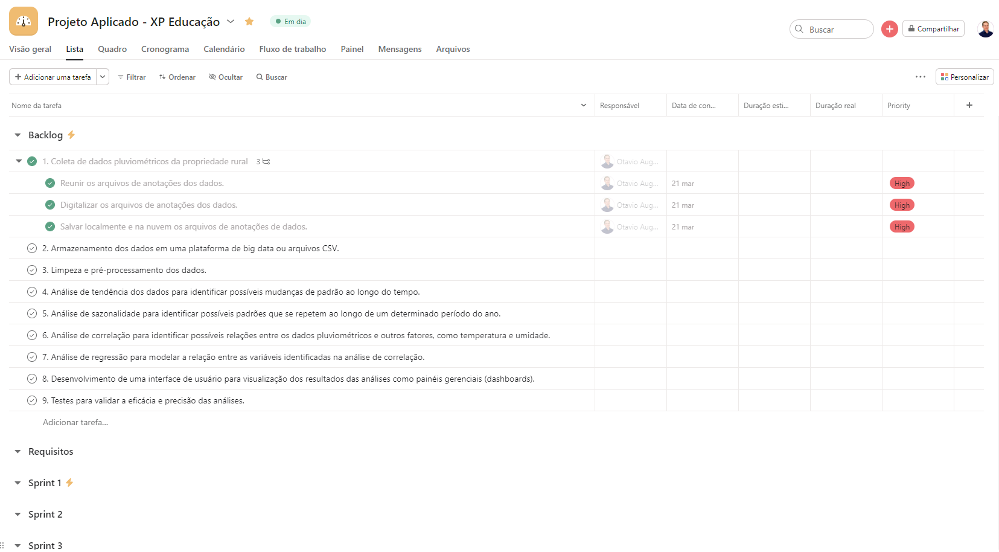 Projeto Aplicado - XP Educação
Em dia
Buscar
Compartilhar
Visão geral Lista Quadro Cronograma Calendário Fluxo de trabalho Painel Mensagens Arquivos
Adicionar uma tarefa Filtrar Ordenar Ocultar Buscar
Personalizar
Nome da tarefa Responsável Data de con... Duração esti... Duração real Priority
Backlog
1. Coleta de dados pluviométricos da propriedade rural 3 Otavio Aug...
Reunir os arquivos de anotações dos dados. Otavio Aug... 21 mar High
Digitalizar os arquivos de anotações dos dados. Otavio Aug... 21 mar High
Salvar localmente e na nuvem os arquivos de anotações de dados. Otavio Aug... 21 mar High
2. Armazenamento dos dados em uma plataforma de big data ou arquivos CSV.
3. Limpeza e pré-processamento dos dados.
4. Análise de tendência dos dados para identificar possíveis mudanças de padrão ao longo do tempo.
5. Análise de sazonalidade para identificar possíveis padrões que se repetem ao longo de um determinado período do ano.
6. Análise de correlação para identificar possíveis relações entre os dados pluviométricos e outros fatores, como temperatura e umidade.
7. Análise de regressão para modelar a relação entre as variáveis identificadas na análise de correlação.
8. Desenvolvimento de uma interface de usuário para visualização dos resultados das análises como painéis gerenciais (dashboards).
9. Testes para validar a eficácia e precisão das análises.
Adicionar tarefa...
Requisitos
Sprint 1
Sprint 2
Sprint 3